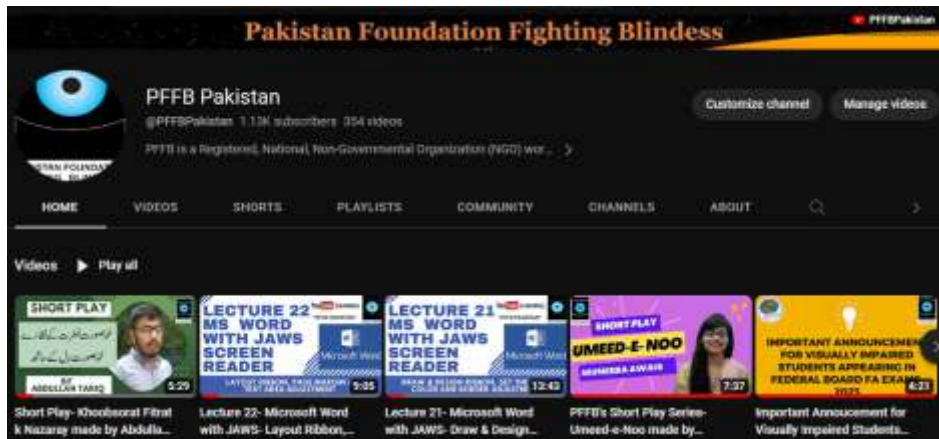 Pakistan Foundation Fighting Blindess
PFFBPakistan
PFFB Pakistan
@PFFBPakistan 1.13K subscribers 354 videos
PFFB is a Registered, National, Non-Governmental Organization (NGO) wor...
Customize channel
Manage videos
HOME VIDEOS SHORTS PLAYLISTS COMMUNITY CHANNELS ABOUT
Videos Play all
SHORT PLAY
BY
ABDULLAH TARIQ
5:29
Short Play- Khoobsorat Fitrat
k Nazaray made by Abdulla...
LECTURE 22
MS WORD
WITH JAWS
SCREEN
READER
Microsoft Word
9:05
Lecture 22- Microsoft Word
with JAWS- Layout Ribbon,...
LECTURE 21
MS WORD
WITH JAWS
SCREEN
READER
Microsoft Word
13:43
Lecture 21- Microsoft Word
with JAWS- Draw & Design...
SHORT PLAY
UMEED-E- NOO
MUNEEBA AWAIS
7:37
PFFB's Short Play Series-
Umeed-e-Noo made by...
IMPORTANT ANNOUNCEMEN
FOR VISUALLY IMPAIRED
STUDENTS APPEARING IN
FEDERAL BOARD FA EXAM
2023
4:21
Important Annoucement for
Visually Impaired Students...